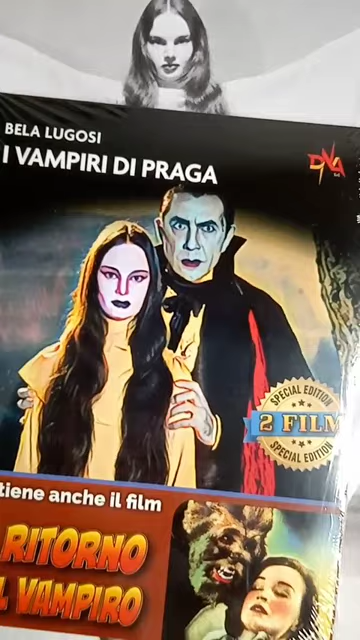 BELA LUGOSI
I VAMPIRI DI PRAGA
DNA
SPECIAL EDITION
2 FILM
SPECIAL EDITION
tiene anche il film
RITORNO
L VAMPIRO